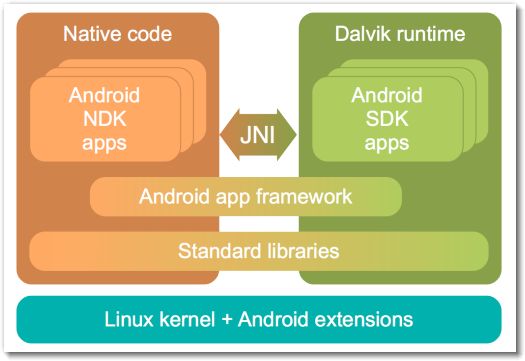 Native code
Dalvik runtime
Android
NDK
apps
JNI
Android
SDK
apps
Android app framework
Standard libraries
Linux kernel + Android extensions